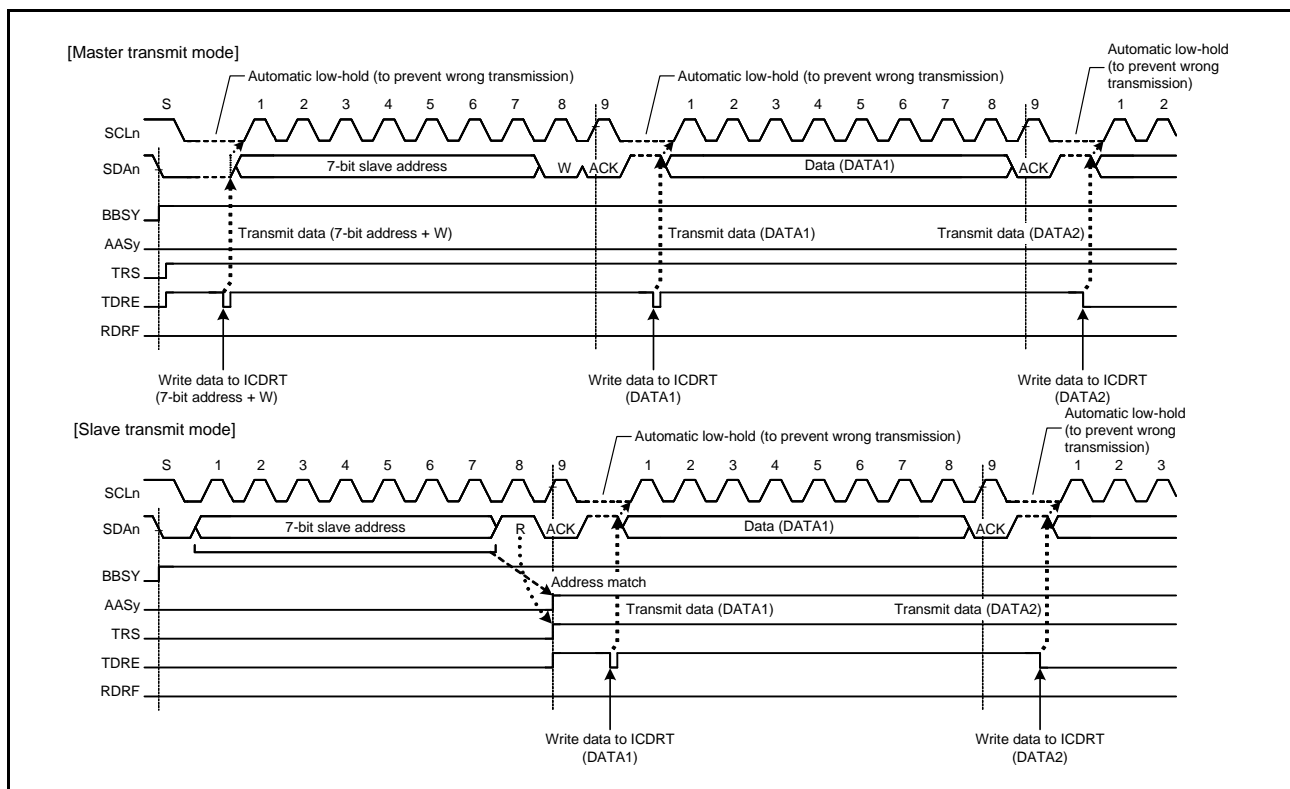 [Master transmit mode]
Automatic low-hold (to prevent wrong transmission)
Automatic low-hold (to prevent wrong transmission)
Automatic low-hold
(to prevent wrong
transmission)
S 1 2 3 4 5 6 7 8 9 1 2 3 4 5 6 7 8 9 1 2
SCLn
SDAn 7-bit slave address W ACK Data (DATA1) ACK
BBSY
Transmit data (7-bit address + W) Transmit data (DATA1) Transmit data (DATA2)
AASy
TRS
TDRE
RDRF
Write data to ICDRT
(7-bit address + W)
Write data to ICDRT
(DATA1)
Write data to ICDRT
(DATA2)
[Slave transmit mode]
Automatic low-hold (to prevent wrong transmission)
Automatic low-hold
(to prevent wrong
transmission)
S 1 2 3 4 5 6 7 8 9 1 2 3 4 5 6 7 8 9 1 2 3
SCLn
SDAn 7-bit slave address R ACK Data (DATA1) ACK
BBSY
Address match
AASy
Transmit data (DATA1) Transmit data (DATA2)
TRS
TDRE
RDRF
Write data to ICDRT
(DATA1)
Write data to ICDRT
(DATA2)